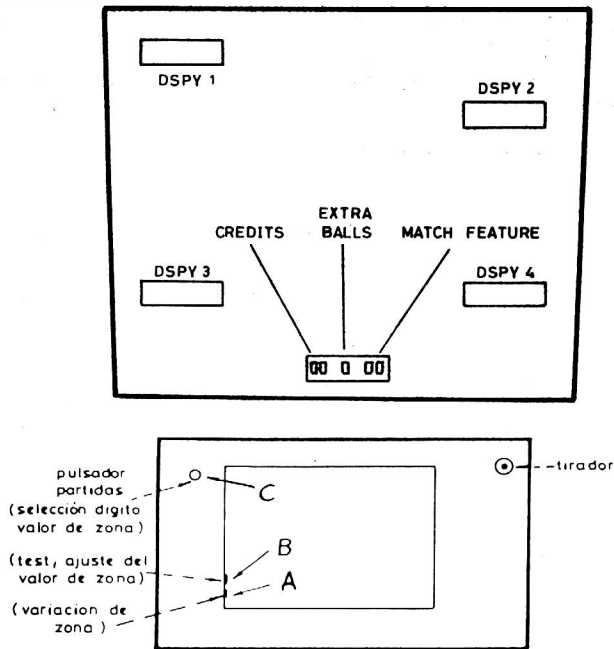 DSPY 1
DSPY 2
EXTRA
BALLS
CREDITS
MATCH FEATURE
DSPY 3
DSPY 4
00 0 00
pulsador
partidas
(selección digito
valor de zona)
C
tirador
(test, ajuste del
valor de zona)
B
(variacion de
zona)
A